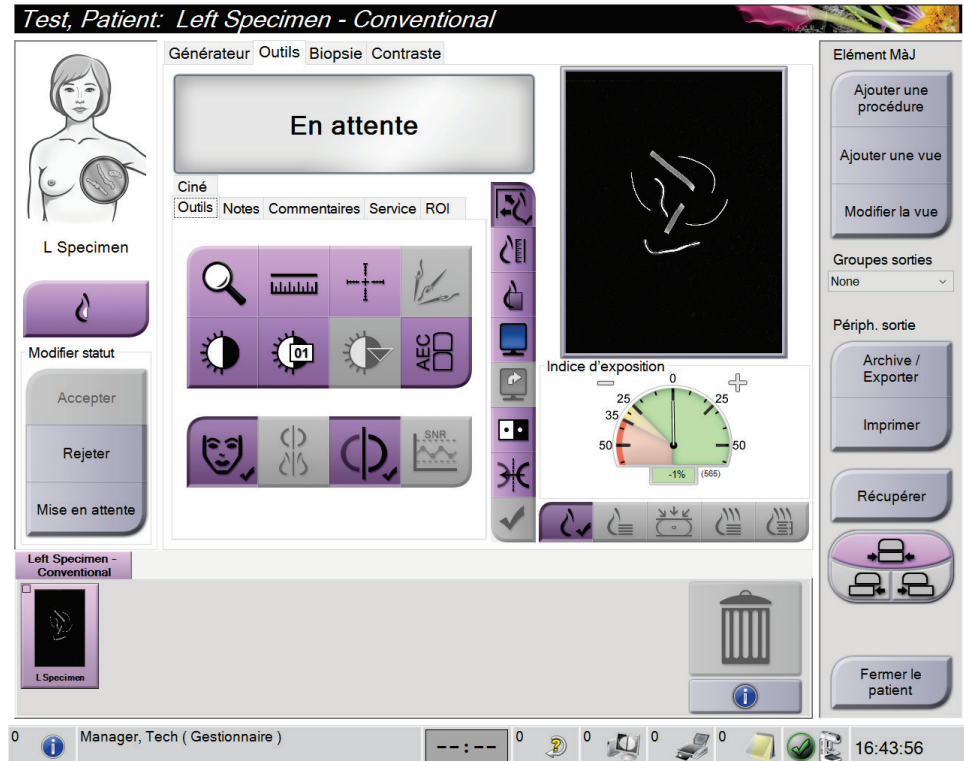 Test, Patient: Left Specimen - Conventional
L Specimen
Modifier statut
Accepter
Rejeter
Mise en attente
Générateur Outils Biopsie Contraste
En attente
Ciné
Outils Notes Commentaires Service ROI
01
AEC
SNR
Indice d'exposition
0
25 25
35
50 50
-1% (565)
Elément MàJ
Ajouter une
procédure
Ajouter une vue
Modifier la vue
Groupes sorties
None
Périph. sortie
Archive /
Exporter
Imprimer
Récupérer
Fermer le
patient
Left Specimen -
Conventional
L Specimen
0 Manager, Tech ( Gestionnaire ) --:-- 0 0 0 0 16:43:56